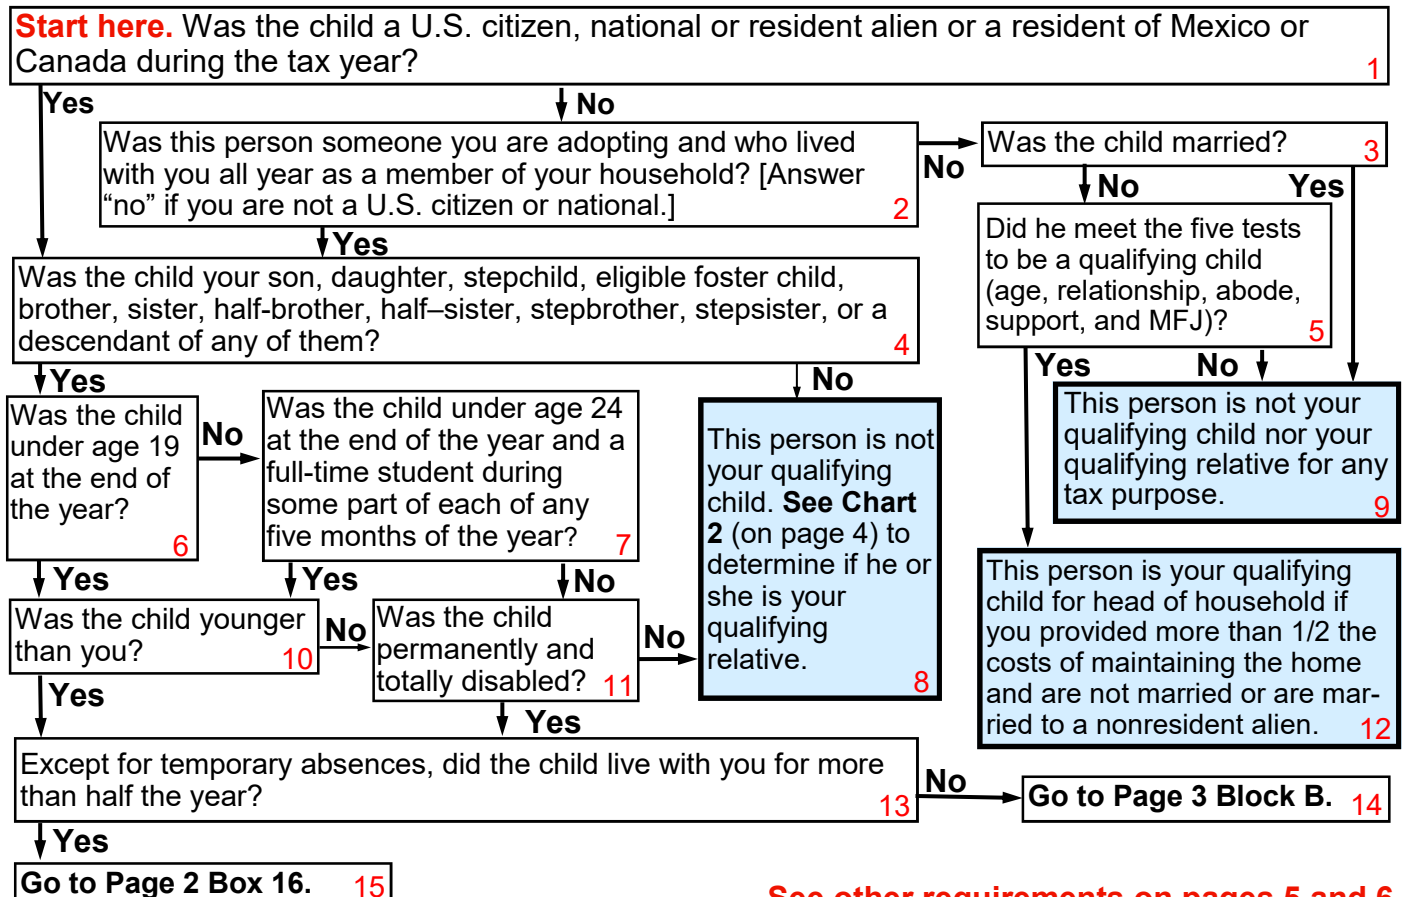 Start here. Was the child a U.S. citizen, national or resident alien or a resident of Mexico or
Canada during the tax year?
1
Yes
No
Was this person someone you are adopting and who lived
with you all year as a member of your household? [Answer
“no” if you are not a U.S. citizen or national.]
2
No
Was the child married?
3
No
Yes
Yes
Did he meet the five tests
to be a qualifying child
(age, relationship, abode,
support, and MFJ)?
5
Was the child your son, daughter, stepchild, eligible foster child,
brother, sister, half-brother, half–sister, stepbrother, stepsister, or a
descendant of any of them?
4
Yes
No
Yes
No
Was the child
under age 19
at the end of
the year?
6
No
Was the child under age 24
at the end of the year and a
full-time student during
some part of each of any
five months of the year?
7
This person is not
your qualifying
child. See Chart
2 (on page 4) to
determine if he or
she is your
qualifying
relative.
8
This person is not your
qualifying child nor your
qualifying relative for any
tax purpose.
9
Yes
Yes
No
Was the child younger
than you?
10
No
Was the child
permanently and
totally disabled?
11
No
This person is your qualifying
child for head of household if
you provided more than 1/2 the
costs of maintaining the home
and are not married or are mar-
ried to a nonresident alien.
12
Yes
Yes
Except for temporary absences, did the child live with you for more
than half the year?
13
No
Go to Page 3 Block B.
14
Yes
Go to Page 2 Box 16.
15
See other requirements on pages 5 and 6